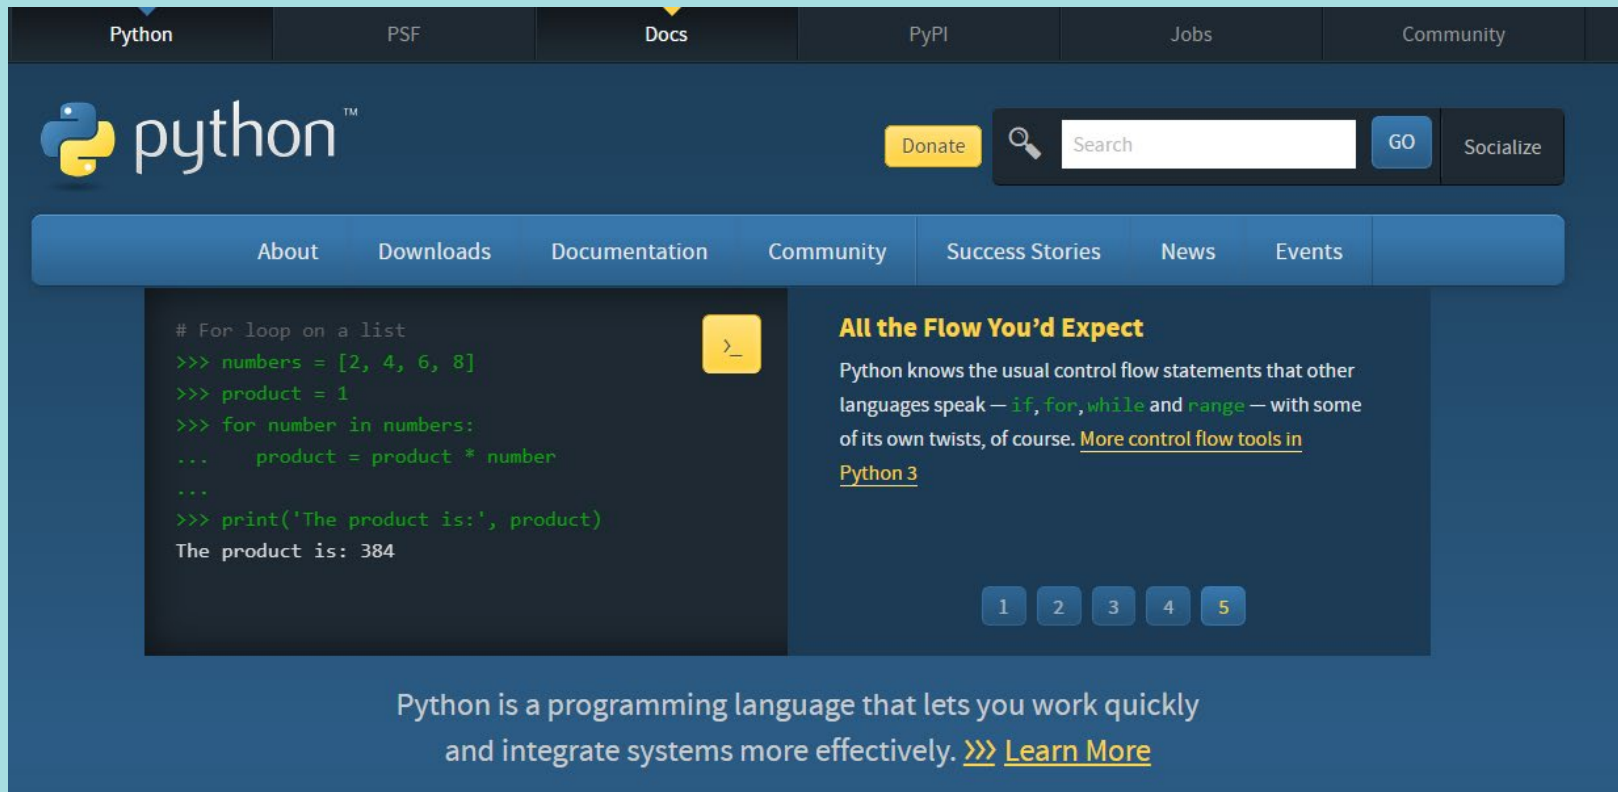 Python PSF Docs PyPI Jobs Community
python™
Donate Search GO Socialize
About Downloads Documentation Community Success Stories News Events
# For loop on a list
>>> numbers = [2, 4, 6, 8]
>>> product = 1
>>> for number in numbers:
...    product = product * number
...
>>> print('The product is:', product)
The product is: 384
>_
All the Flow You’d Expect
Python knows the usual control flow statements that other
languages speak — if, for, while and range — with some
of its own twists, of course. More control flow tools in
Python 3
1 2 3 4 5
Python is a programming language that lets you work quickly
and integrate systems more effectively. >>> Learn More